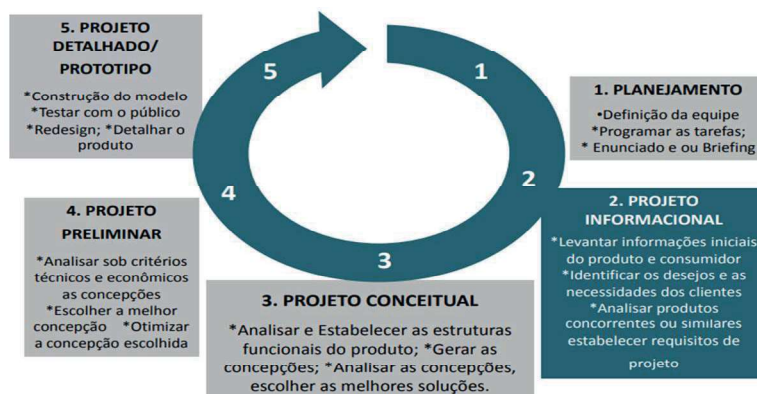 5. PROJETO
DETALHADO/
PROTOTIPO
*Construção do modelo
*Testar com o público
*Redesign; *Detalhar o
produto
5
1
1. PLANEJAMENTO
•Definição da equipe
*Programar as tarefas;
* Enunciado e ou Briefing
4
2
2. PROJETO
INFORMACIONAL
*Levantar informações iniciais
do produto e consumidor
*Identificar os desejos e as
necessidades dos clientes
*Analisar produtos
concorrentes ou similares
estabelecer requisitos de
projeto
3
3. PROJETO CONCEITUAL
*Analisar e Estabelecer as estruturas
funcionais do produto; *Gerar as
concepções; *Analisar as concepções,
escolher as melhores soluções.
4. PROJETO
PRELIMINAR
*Analisar sob critérios
técnicos e econômicos
as concepções
*Escolher a melhor
concepção *Otimizar
a concepção escolhida